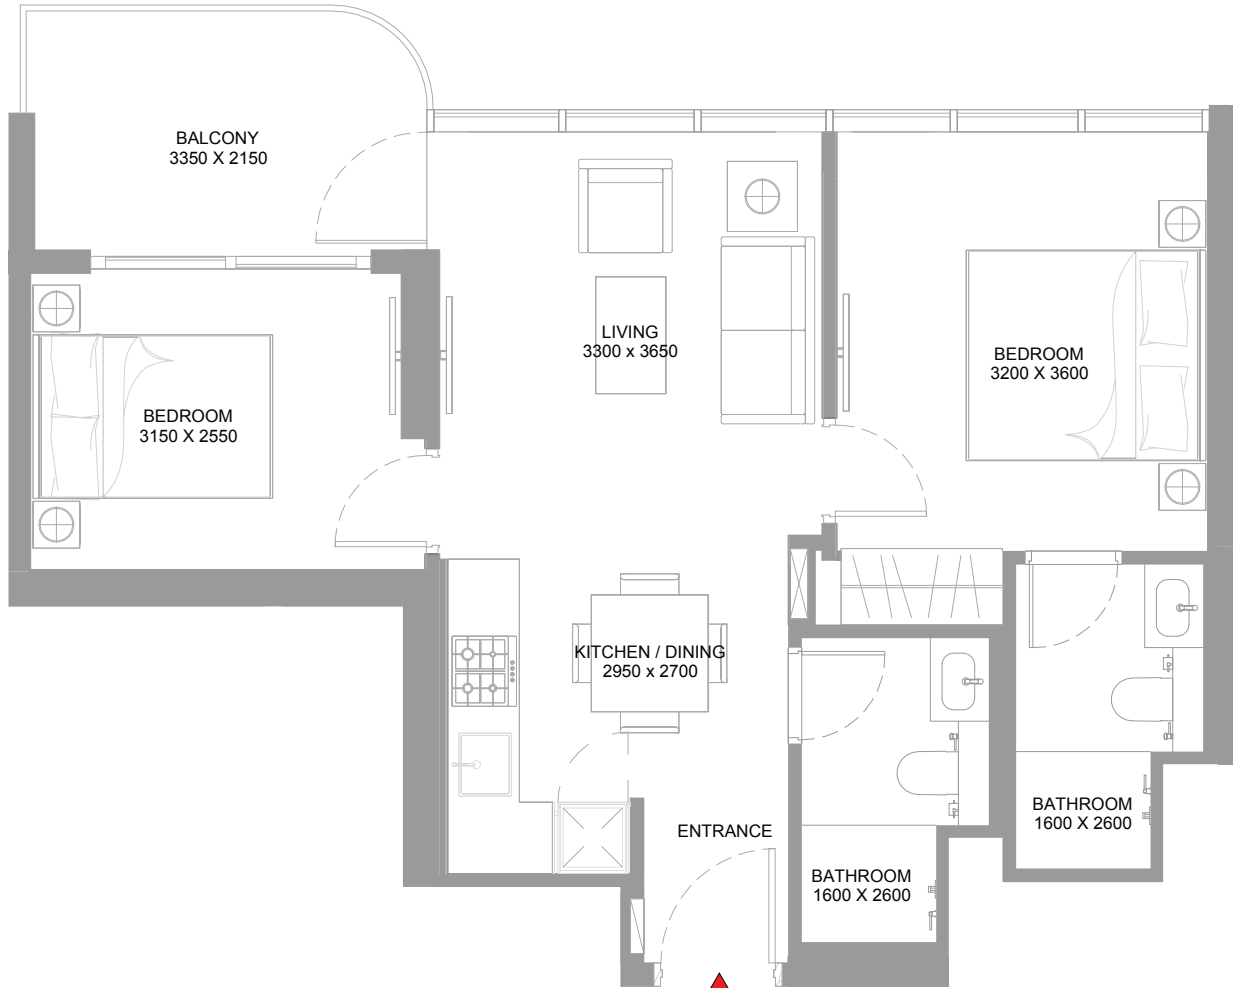 BALCONY
3350 X 2150
LIVING
3300 x 3650
BEDROOM
3200 X 3600
BEDROOM
3150 X 2550
KITCHEN / DINING
2950 x 2700
ENTRANCE
BATHROOM
1600 X 2600
BATHROOM
1600 X 2600